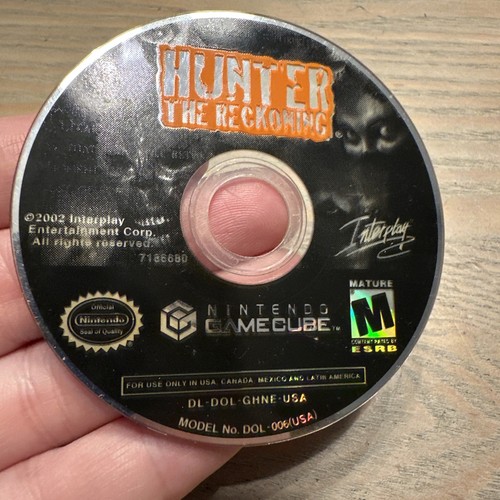 HUNTER
THE RECKONING
©2002 Interplay
Entertainment Corp.
All rights reserved.
7136680
Interplay
Official
Nintendo
Seal of Quality
NINTENDO
GAMECUBE™
MATURE
M
CONTENT RATED BY
ESRB
FOR USE ONLY IN USA, CANADA, MEXICO AND LATIN AMERICA
DL-DOL-GHNE-USA
MODEL No. DOL-006(USA)